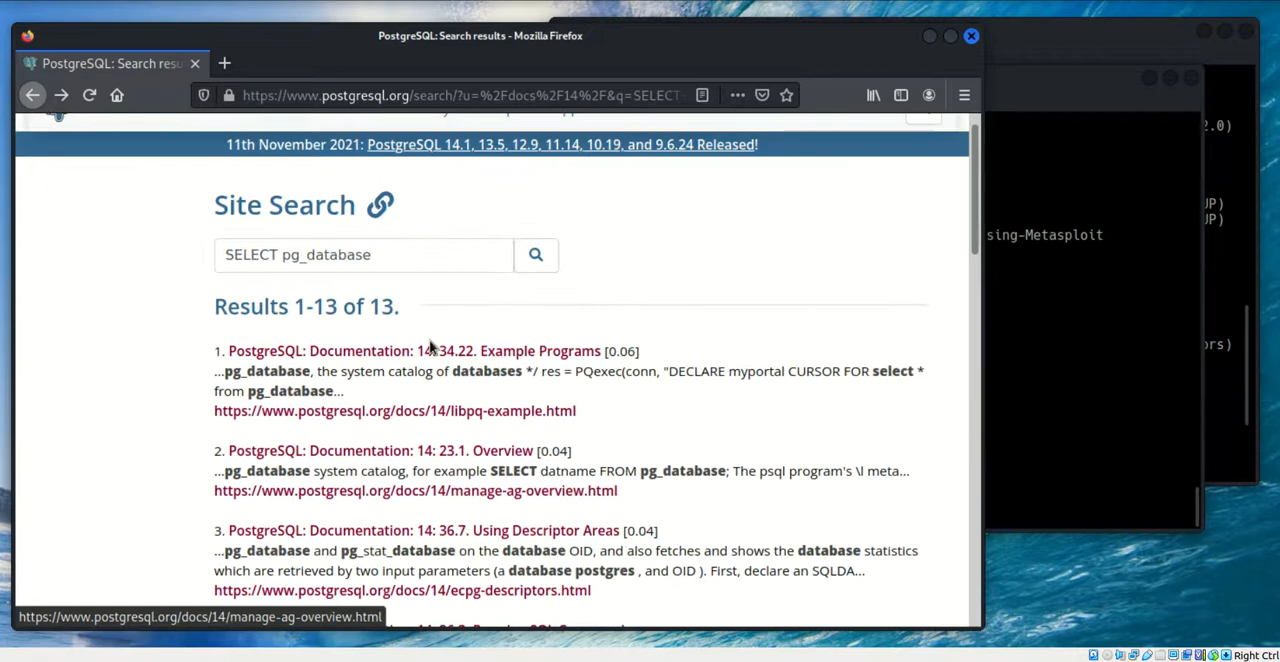 PostgreSQL: Search results - Mozilla Firefox
PostgreSQL: Search resu
https://www.postgresql.org/search/?u=%2Fdocs%2F14%2F&q=SELECT
11th November 2021: PostgreSQL 14.1, 13.5, 12.9, 11.14, 10.19, and 9.6.24 Released!
2.0)
Site Search
JP)
JP)
sing-Metasploit
SELECT pg_database
Results 1-13 of 13.
ors)
1. PostgreSQL: Documentation: 14: 34.22. Example Programs [0.06]
...pg_database, the system catalog of databases */ res = PQexec(conn, "DECLARE myportal CURSOR FOR select *
from pg_database...
https://www.postgresql.org/docs/14/libpq-example.html
2. PostgreSQL: Documentation: 14: 23.1. Overview [0.04]
...pg_database system catalog, for example SELECT datname FROM pg_database; The psql program's \l meta...
https://www.postgresql.org/docs/14/manage-ag-overview.html
3. PostgreSQL: Documentation: 14: 36.7. Using Descriptor Areas [0.04]
...pg_database and pg_stat_database on the database OID, and also fetches and shows the database statistics
which are retrieved by two input parameters (a database postgres , and OID ). First, declare an SQLDA...
https://www.postgresql.org/docs/14/ecpg-descriptors.html
https://www.postgresql.org/docs/14/manage-ag-overview.html
Right Ctrl